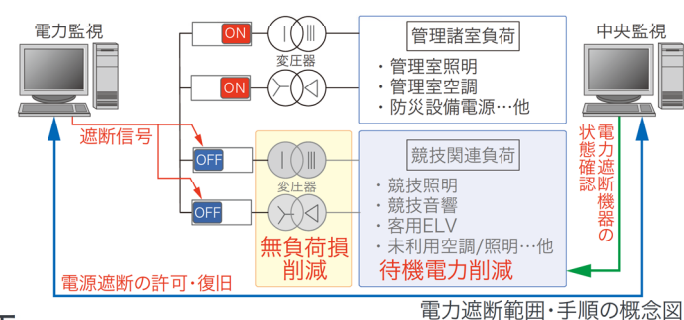 電力監視
ON
変圧器
ON
管理諸室負荷
・管理室照明
・管理室空調
・防災設備電源…他
中央監視
遮断信号
OFF
変圧器
OFF
無負荷損
削減
競技関連負荷
・競技照明
・競技音響
・客用ELV
・未利用空調/照明…他
待機電力削減
電力遮断機器の
状態確認
電源遮断の許可・復旧
電力遮断範囲・手順の概念図